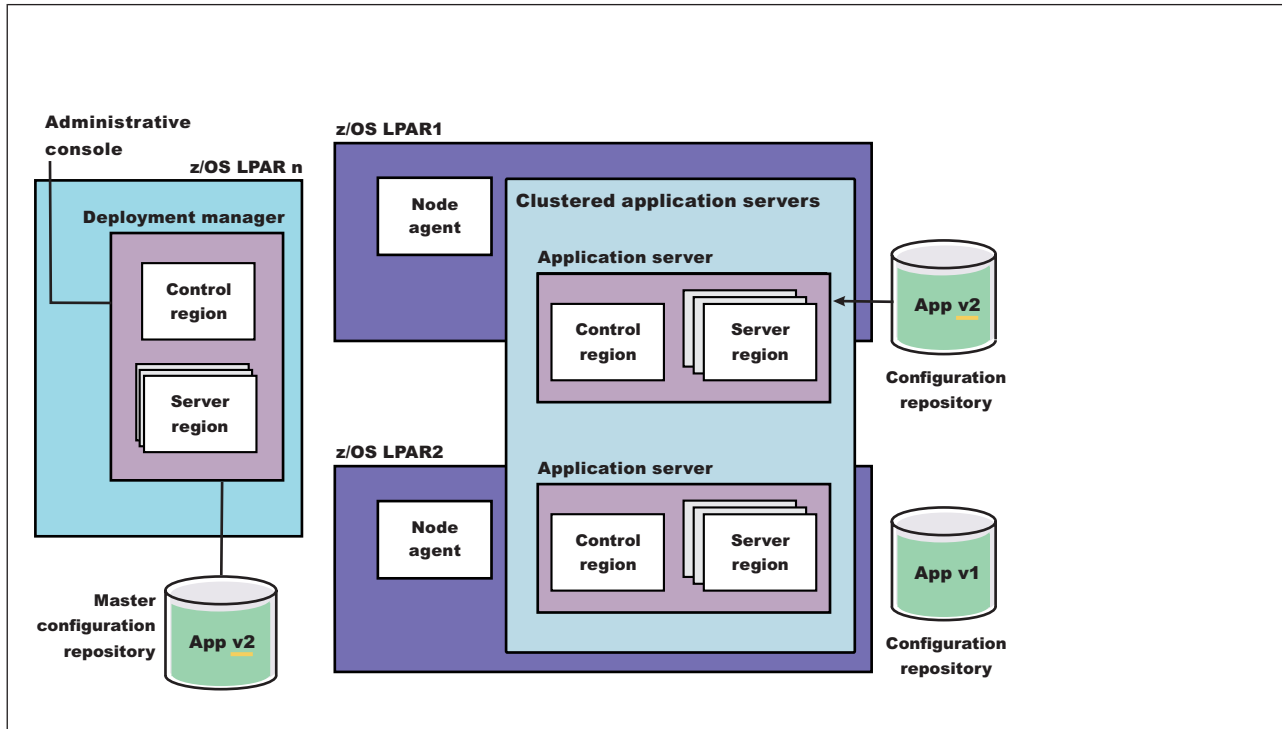 Administrative
console
z/OS LPAR n
Deployment manager
Control
region
Server
region
Master
configuration
repository
App v2
z/OS LPAR1
Node
agent
Clustered application servers
Application server
Control
region
Server
region
App v2
Configuration
repository
z/OS LPAR2
Node
agent
Application server
Control
region
Server
region
App v1
Configuration
repository